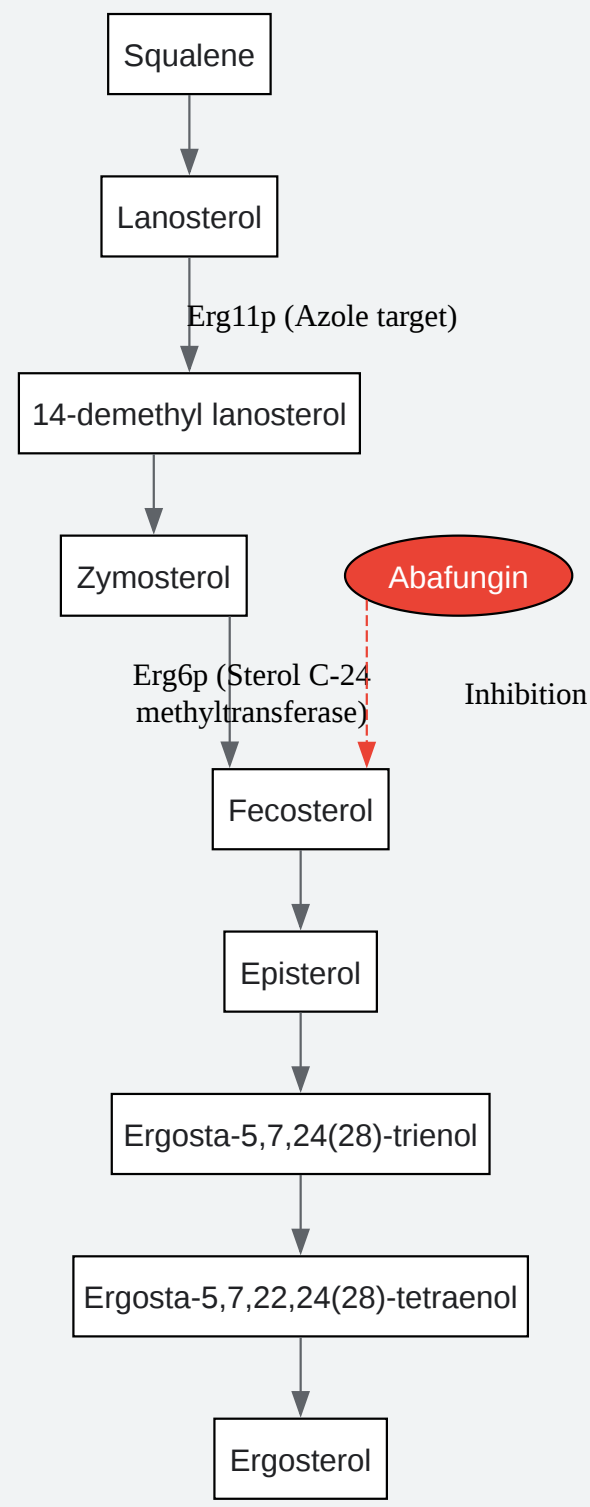 Squalene
Lanosterol
Erg11p (Azole target)
14-demethyl lanosterol
Zymosterol
Abafungin
Erg6p (Sterol C-24
methyltransferase)
Inhibition
Fecosterol
Episterol
Ergosta-5,7,24(28)-trienol
Ergosta-5,7,22,24(28)-tetraenol
Ergosterol